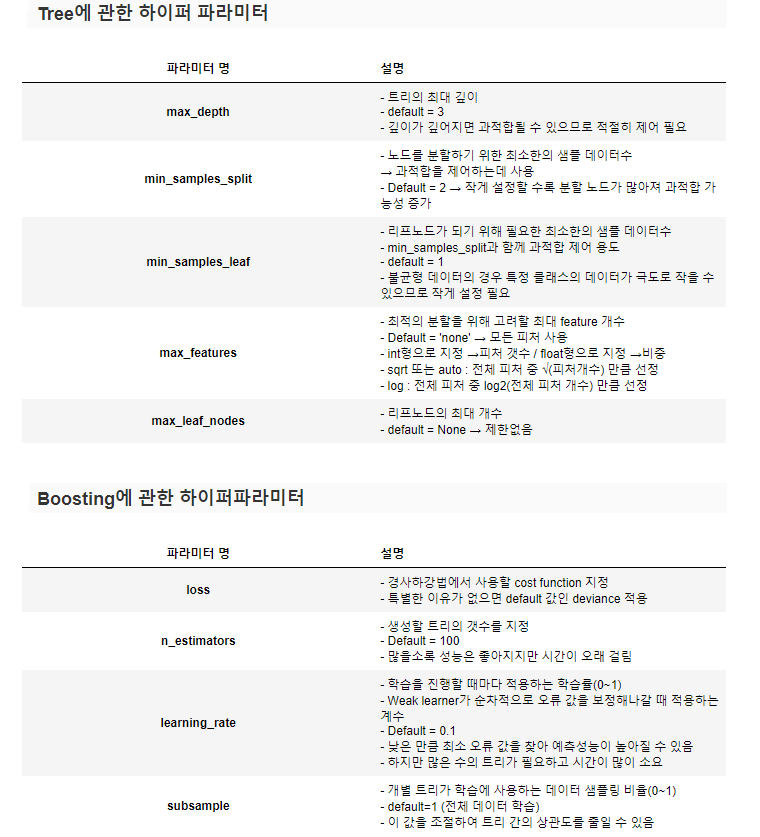 Tree에 관한 하이퍼 파라미터
파라미터 명 설명
max_depth
- 트리의 최대 깊이
- default = 3
- 깊이가 깊어지면 과적합될 수 있으므로 적절히 제어 필요
min_samples_split
- 노드를 분할하기 위한 최소한의 샘플 데이터수
→ 과적합을 제어하는데 사용
- Default = 2 → 작게 설정할 수록 분할 노드가 많아져 과적합 가
능성 증가
min_samples_leaf
- 리프노드가 되기 위해 필요한 최소한의 샘플 데이터수
- min_samples_split과 함께 과적합 제어 용도
- default = 1
- 불균형 데이터의 경우 특정 클래스의 데이터가 극도로 작을 수
있으므로 작게 설정 필요
max_features
- 최적의 분할을 위해 고려할 최대 feature 개수
- Default = 'none' → 모든 피처 사용
- int형으로 지정 →피처 갯수 / float형으로 지정 →비중
- sqrt 또는 auto : 전체 피처 중 √(피처개수) 만큼 선정
- log : 전체 피처 중 log2(전체 피처 개수) 만큼 선정
max_leaf_nodes
- 리프노드의 최대 개수
- default = None → 제한없음
Boosting에 관한 하이퍼파라미터
파라미터 명 설명
loss
- 경사하강법에서 사용할 cost function 지정
- 특별한 이유가 없으면 default 값인 deviance 적용
n_estimators
- 생성할 트리의 갯수를 지정
- Default = 100
- 많을소록 성능은 좋아지지만 시간이 오래 걸림
learning_rate
- 학습을 진행할 때마다 적용하는 학습률(0~1)
- Weak learner가 순차적으로 오류 값을 보정해나갈 때 적용하는
계수
- Default = 0.1
- 낮은 만큼 최소 오류 값을 찾아 예측성능이 높아질 수 있음
- 하지만 많은 수의 트리가 필요하고 시간이 많이 소요
subsample
- 개별 트리가 학습에 사용하는 데이터 샘플링 비율(0~1)
- default=1 (전체 데이터 학습)
- 이 값을 조절하여 트리 간의 상관도를 줄일 수 있음